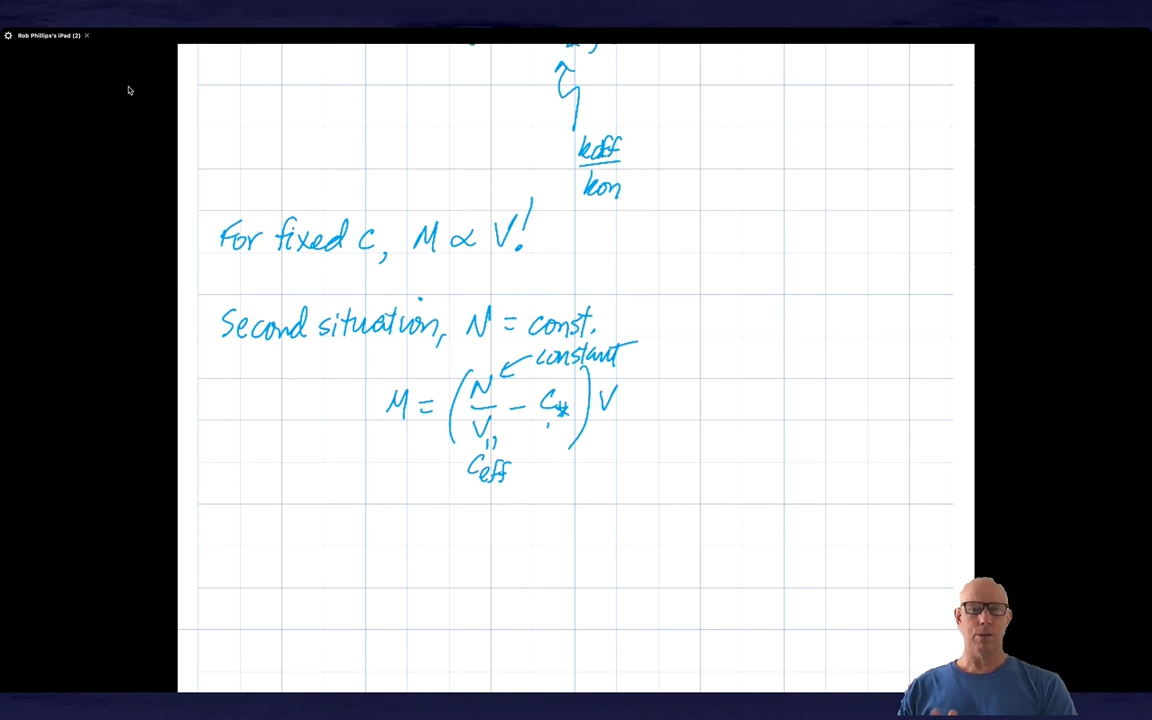 Rob Phillips's iPad (2)
koff
kon
For fixed c, M ∝ V!
Second situation, N = const.
constant
M = (N/V - C*) V
Ceff